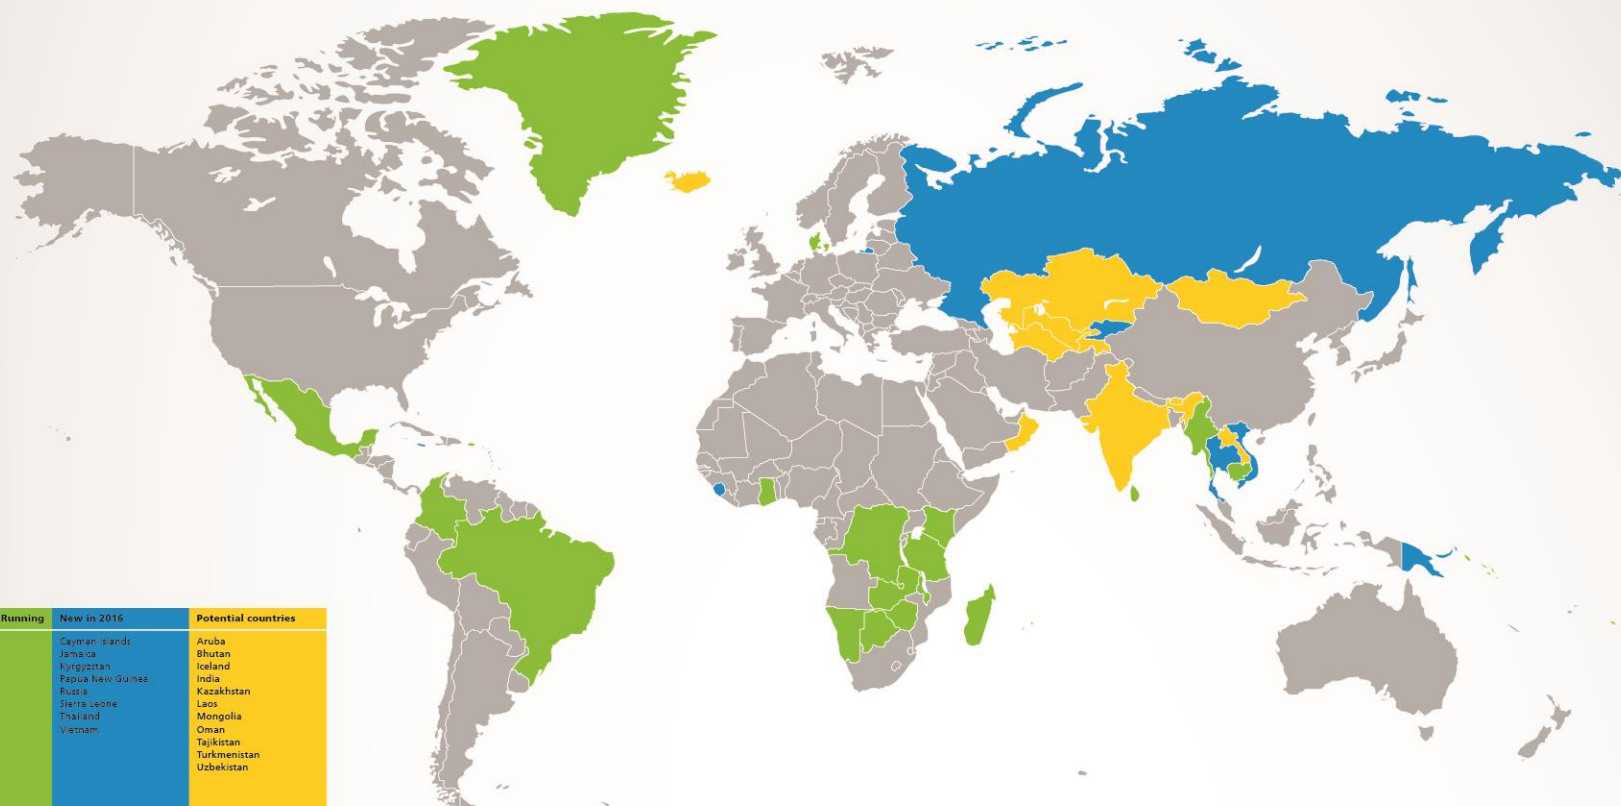 Running
New in 2016
Cayman Islands
Jamaica
Kyrgyzstan
Papua New Guinea
Russia
Sierra Leone
Thailand
Vietnam
Potential countries
Aruba
Bhutan
Iceland
India
Kazakhstan
Laos
Mongolia
Oman
Tajikistan
Turkmenistan
Uzbekistan